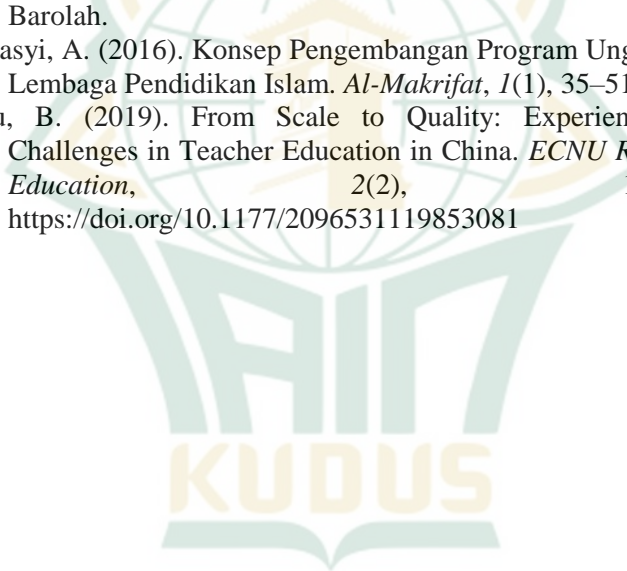 Barolah.
asyi, A. (2016). Konsep Pengembangan Program Ung
Lembaga Pendidikan Islam. Al-Makrifat, 1(1), 35–51
u, B. (2019). From Scale to Quality: Experien
Challenges in Teacher Education in China. ECNU R
Education, 2(2),
https://doi.org/10.1177/2096531119853081
IAIN
KUDUS